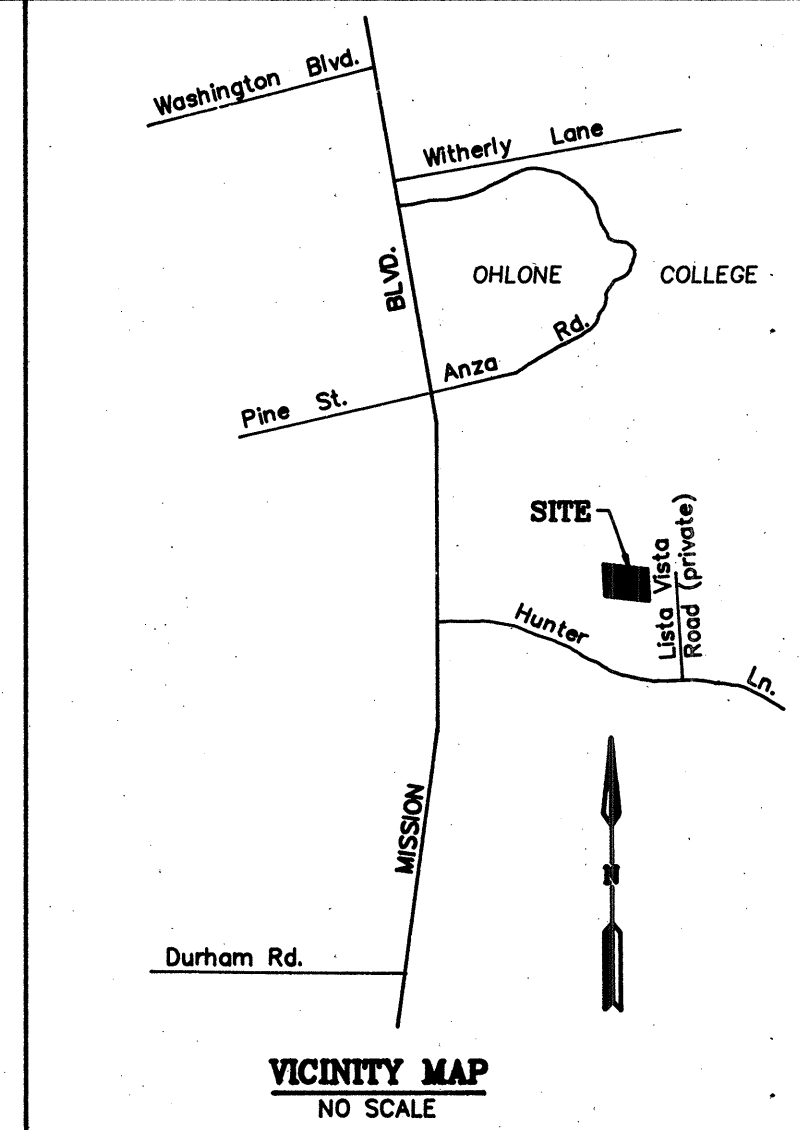 Washington Blvd.
Witherly Lane
BLVD.
OHLONE COLLEGE
Rd.
Anza
Pine St.
SITE
Lista Vista
Road (private)
Hunter
Ln.
MISSION
N
Durham Rd.
VICINITY MAP
NO SCALE